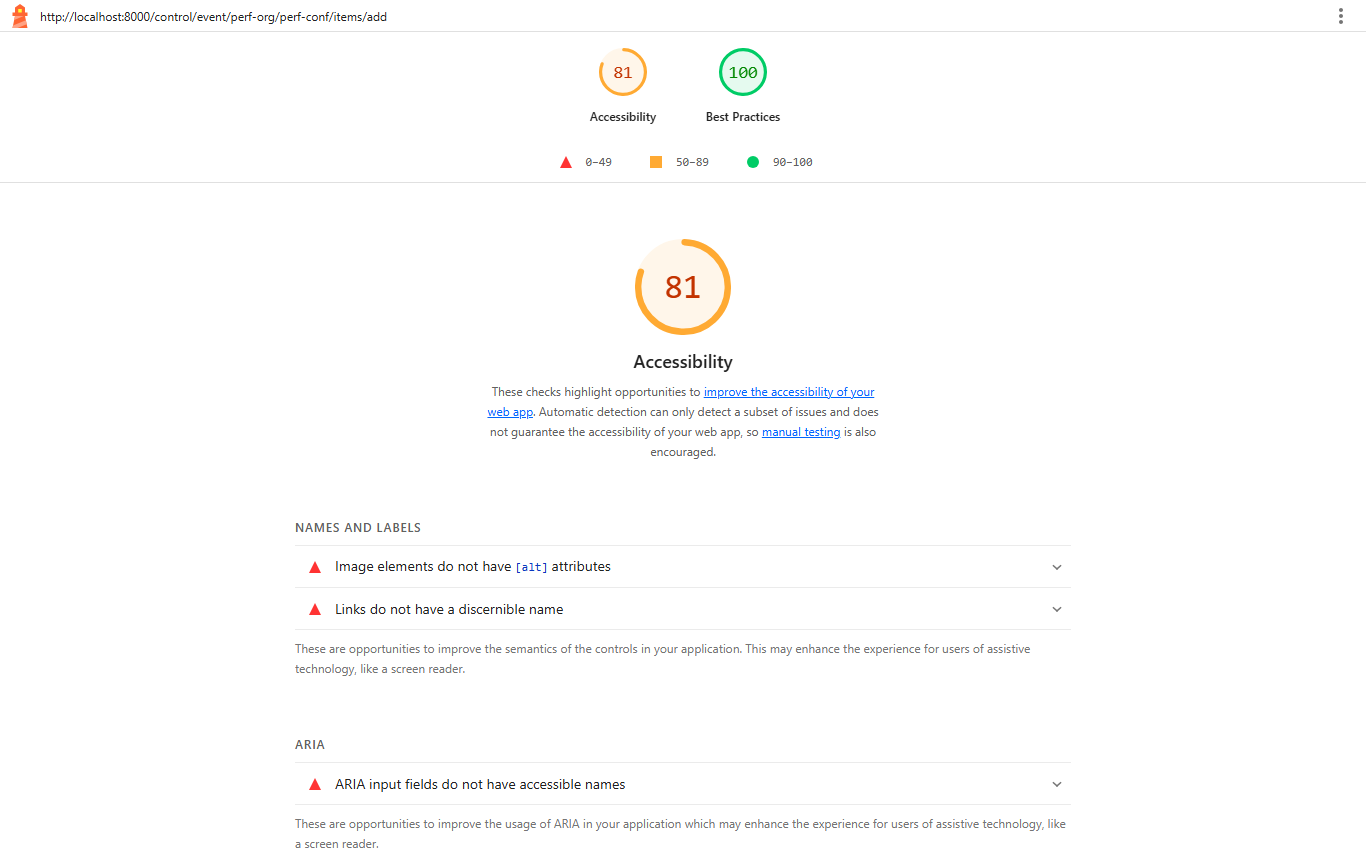 http://localhost:8000/control/event/perf-org/perf-conf/items/add
81
100
Accessibility
Best Practices
0–49
50–89
90–100
81
Accessibility
These checks highlight opportunities to improve the accessibility of your
web app. Automatic detection can only detect a subset of issues and does
not guarantee the accessibility of your web app, so manual testing is also
encouraged.
NAMES AND LABELS
Image elements do not have [alt] attributes
Links do not have a discernible name
These are opportunities to improve the semantics of the controls in your application. This may enhance the experience for users of assistive
technology, like a screen reader.
ARIA
ARIA input fields do not have accessible names
These are opportunities to improve the usage of ARIA in your application which may enhance the experience for users of assistive technology, like
a screen reader.